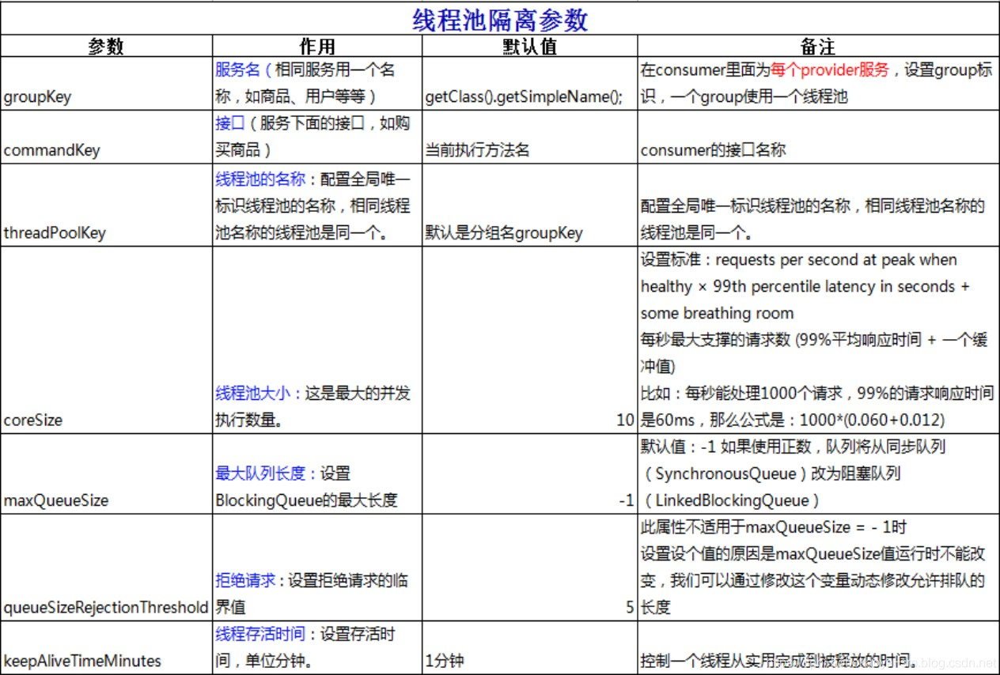 线程池隔离参数
参数 作用 默认值 备注
groupKey
服务名（相同服务用一个名
称，如商品、用户等等）
getClass().getSimpleName();
在consumer里面为每个provider服务，设置group标
识，一个group使用一个线程池
commandKey
接口（服务下面的接口，如购
买商品）
当前执行方法名
consumer的接口名称
threadPoolKey
线程池的名称：配置全局唯一
标识线程池的名称，相同线程
池名称的线程池是同一个。
默认是分组名groupKey
配置全局唯一标识线程池的名称，相同线程池名称的
线程池是同一个。
coreSize
线程池大小：这是最大的并发
执行数量。
10
设置标准：requests per second at peak when
healthy × 99th percentile latency in seconds +
some breathing room
每秒最大支撑的请求数 (99%平均响应时间 + 一个缓
冲值)
比如：每秒能处理1000个请求，99%的请求响应时间
是60ms，那么公式是：1000*(0.060+0.012)
maxQueueSize
最大队列长度：设置
BlockingQueue的最大长度
-1
默认值：-1 如果使用正数，队列将从同步队列
（SynchronousQueue）改为阻塞队列
（LinkedBlockingQueue）
queueSizeRejectionThreshold
拒绝请求：设置拒绝请求的临
界值
5
此属性不适用于maxQueueSize = - 1时
设置设个值的原因是maxQueueSize值运行时不能改
变，我们可以通过修改这个变量动态修改允许排队的
长度
keepAliveTimeMinutes
线程存活时间：设置存活时
间，单位分钟。
1分钟
控制一个线程从实用完成到被释放的时间。
.blog.csdn.net